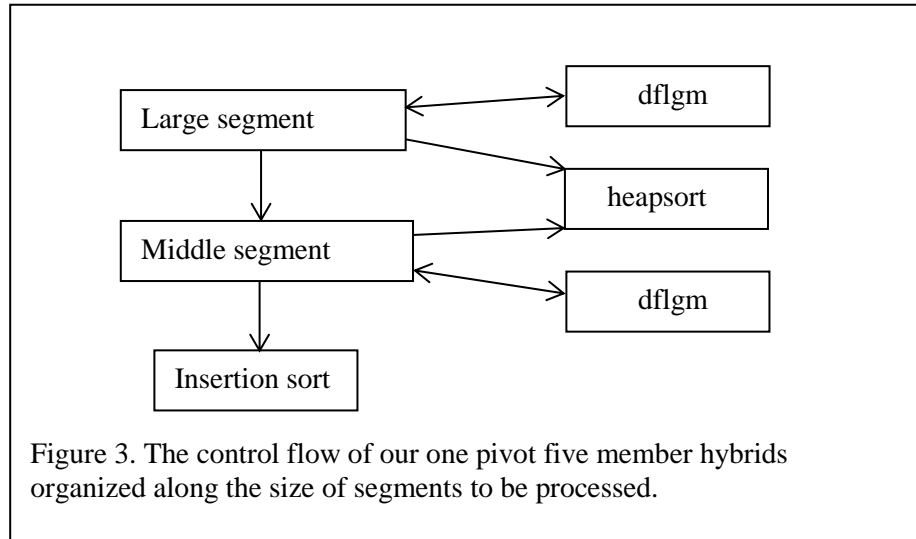 dflgm
Large segment
heapsort
Middle segment
dflgm
Insertion sort
Figure 3. The control flow of our one pivot five member hybrids
organized along the size of segments to be processed.